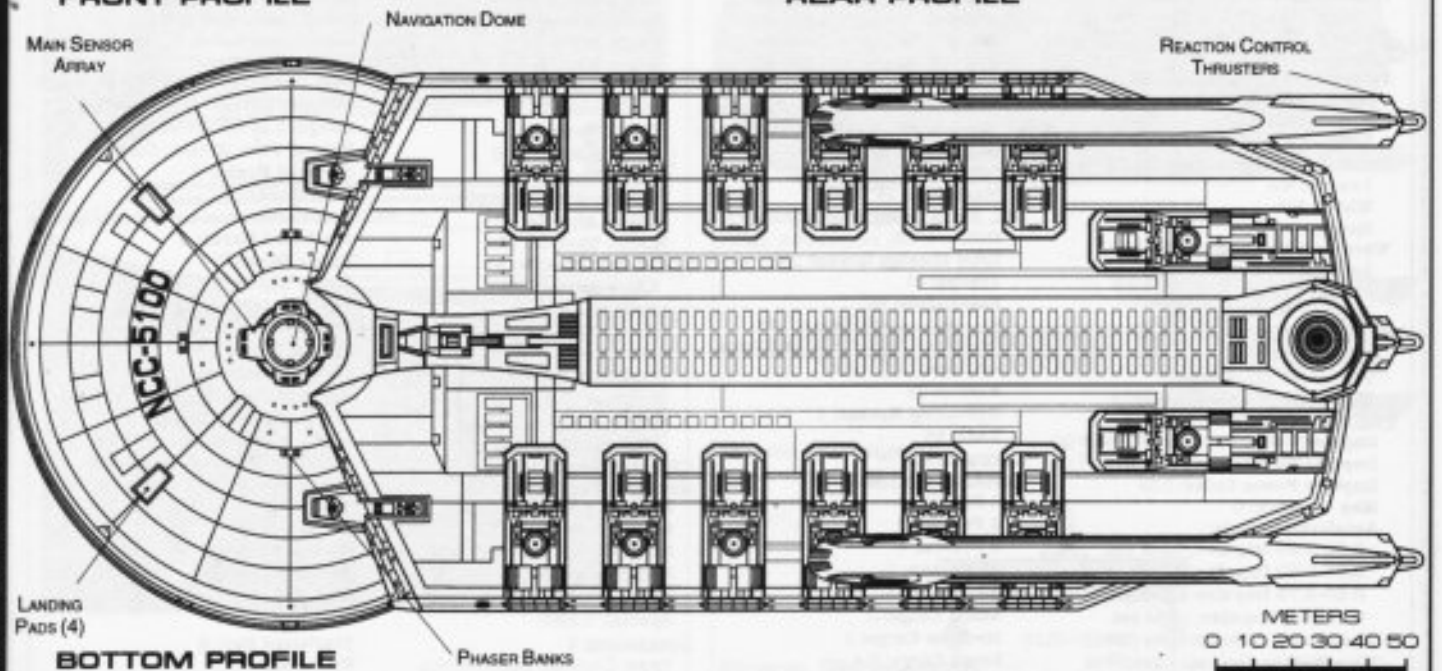 FRONT PROFILE
REAR PROFILE
NAVIGATION DOME
MAIN SENSOR
ARRAY
REACTION CONTROL
THRUSTERS
NCC-5100
LANDING
PADS (4)
PHASER BANKS
BOTTOM PROFILE
METERS
0 10 20 30 40 50